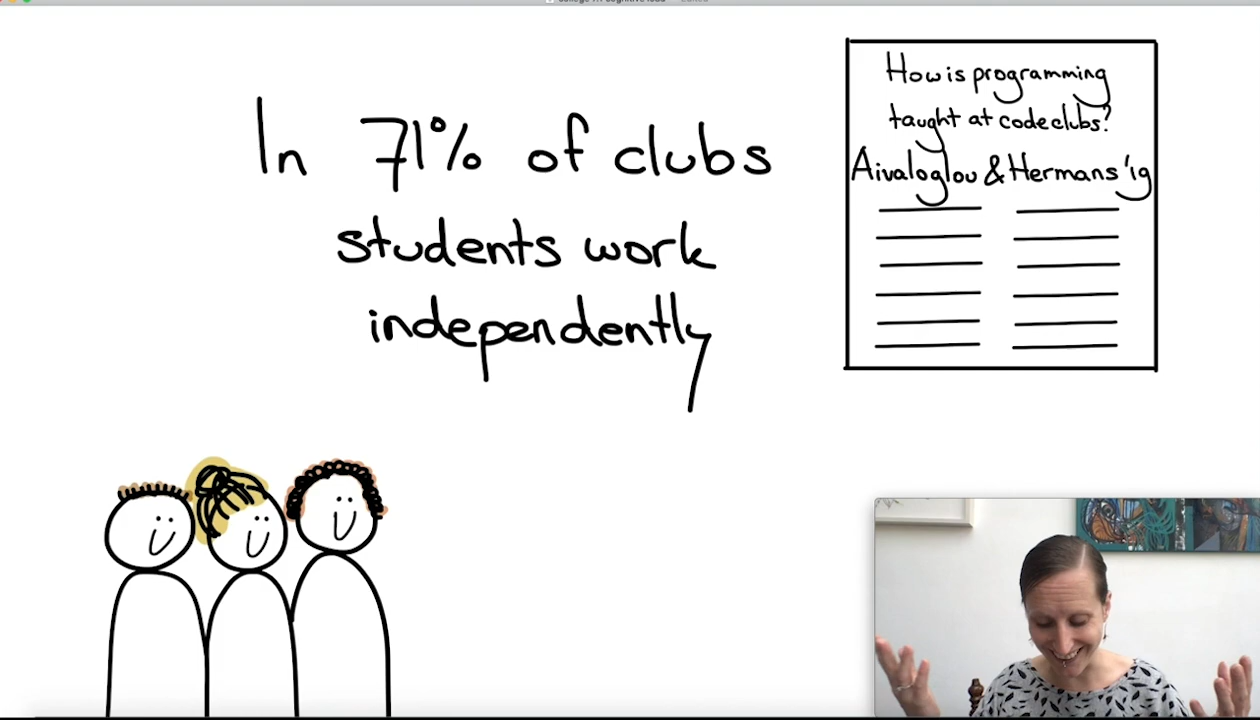 In 71% of clubs
students work
independently
How is programming
taught at code clubs?
Aivaloglou & Hermans '19